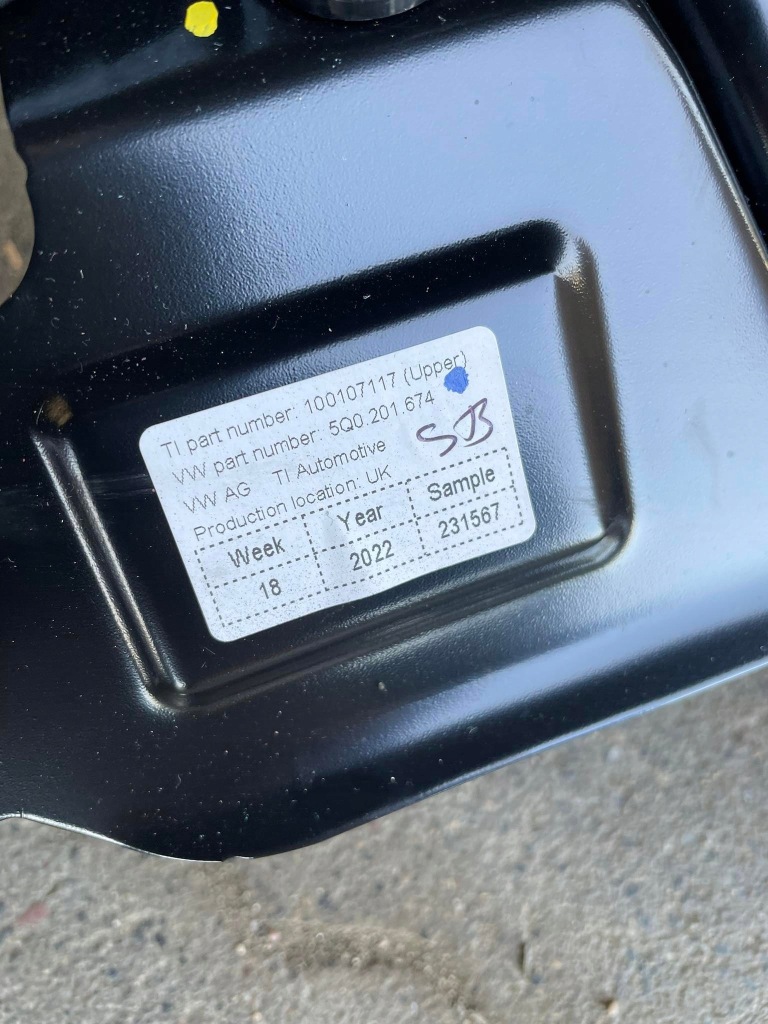 TI part number: 100107117 (Upper)
VW part number: 5Q0.201.674
VW AG TI Automotive
SJB
Production location: UK
Week Year Sample
18 2022 231567